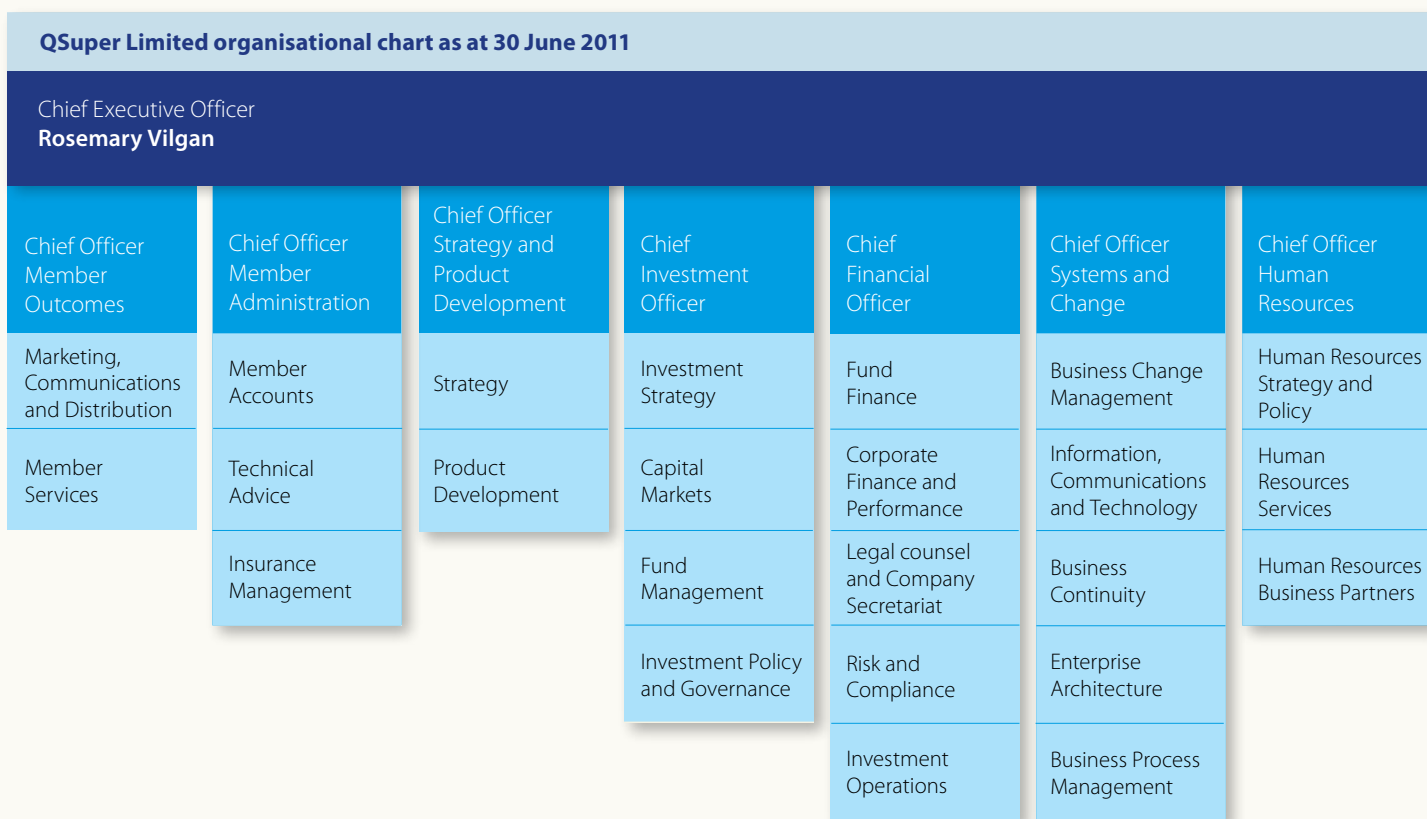 QSuper Limited organisational chart as at 30 June 2011
Chief Executive Officer
Rosemary Vilgan
Chief Officer
Member
Outcomes
Marketing,
Communications
and Distribution
Member
Services
Chief Officer
Member
Administration
Member
Accounts
Technical
Advice
Insurance
Management
Chief Officer
Strategy and
Product
Development
Strategy
Product
Development
Chief
Investment
Officer
Investment
Strategy
Capital
Markets
Fund
Management
Investment Policy
and Governance
Chief
Financial
Officer
Fund
Finance
Corporate
Finance and
Performance
Legal counsel
and Company
Secretariat
Risk and
Compliance
Investment
Operations
Chief Officer
Systems and
Change
Business Change
Management
Information,
Communications
and Technology
Business
Continuity
Enterprise
Architecture
Business Process
Management
Chief Officer
Human
Resources
Human Resources
Strategy and
Policy
Human
Resources
Services
Human Resources
Business Partners